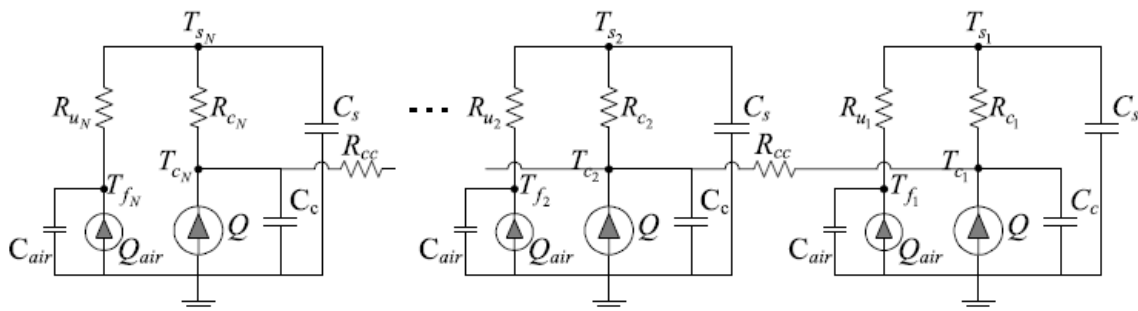 T_{s_N} T_{s_2} T_{s_1}
R_{u_N} R_{c_N} C_s ... R_{u_2} R_{c_2} C_s R_{u_1} R_{c_1} C_s
T_{c_N} R_{cc} T_{c_2} R_{cc} T_{c_1}
T_{f_N} T_{f_2} T_{f_1}
Q C_c Q C_c Q C_c
C_{air} Q_{air} C_{air} Q_{air} C_{air} Q_{air}